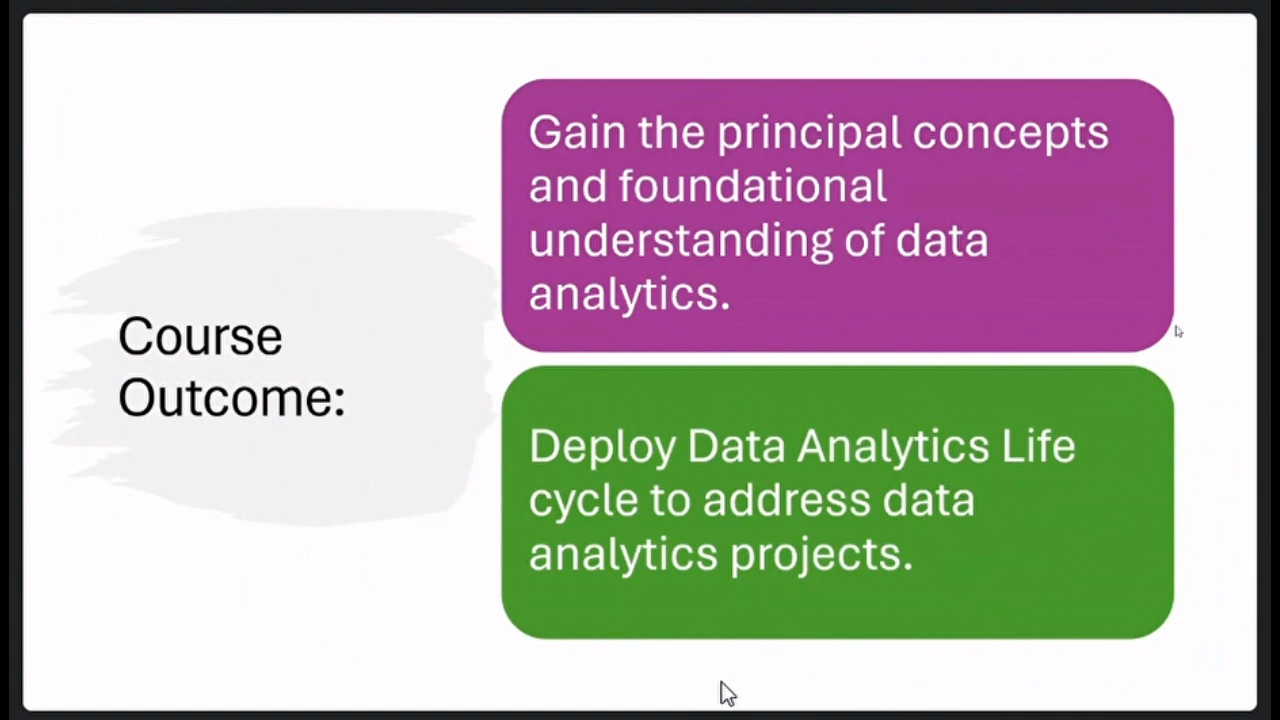 Course
Outcome:
Gain the principal concepts
and foundational
understanding of data
analytics.
Deploy Data Analytics Life
cycle to address data
analytics projects.